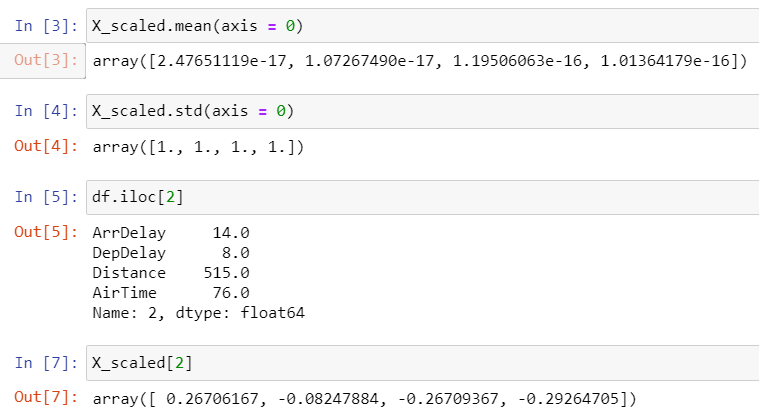 In [3]: X_scaled.mean(axis = 0)
Out[3]: array([2.47651119e-17, 1.07267490e-17, 1.19506063e-16, 1.01364179e-16])
In [4]: X_scaled.std(axis = 0)
Out[4]: array([1., 1., 1., 1.])
In [5]: df.iloc[2]
Out[5]: ArrDelay     14.0
DepDelay      8.0
Distance    515.0
AirTime      76.0
Name: 2, dtype: float64
In [7]: X_scaled[2]
Out[7]: array([ 0.26706167, -0.08247884, -0.26709367, -0.29264705])